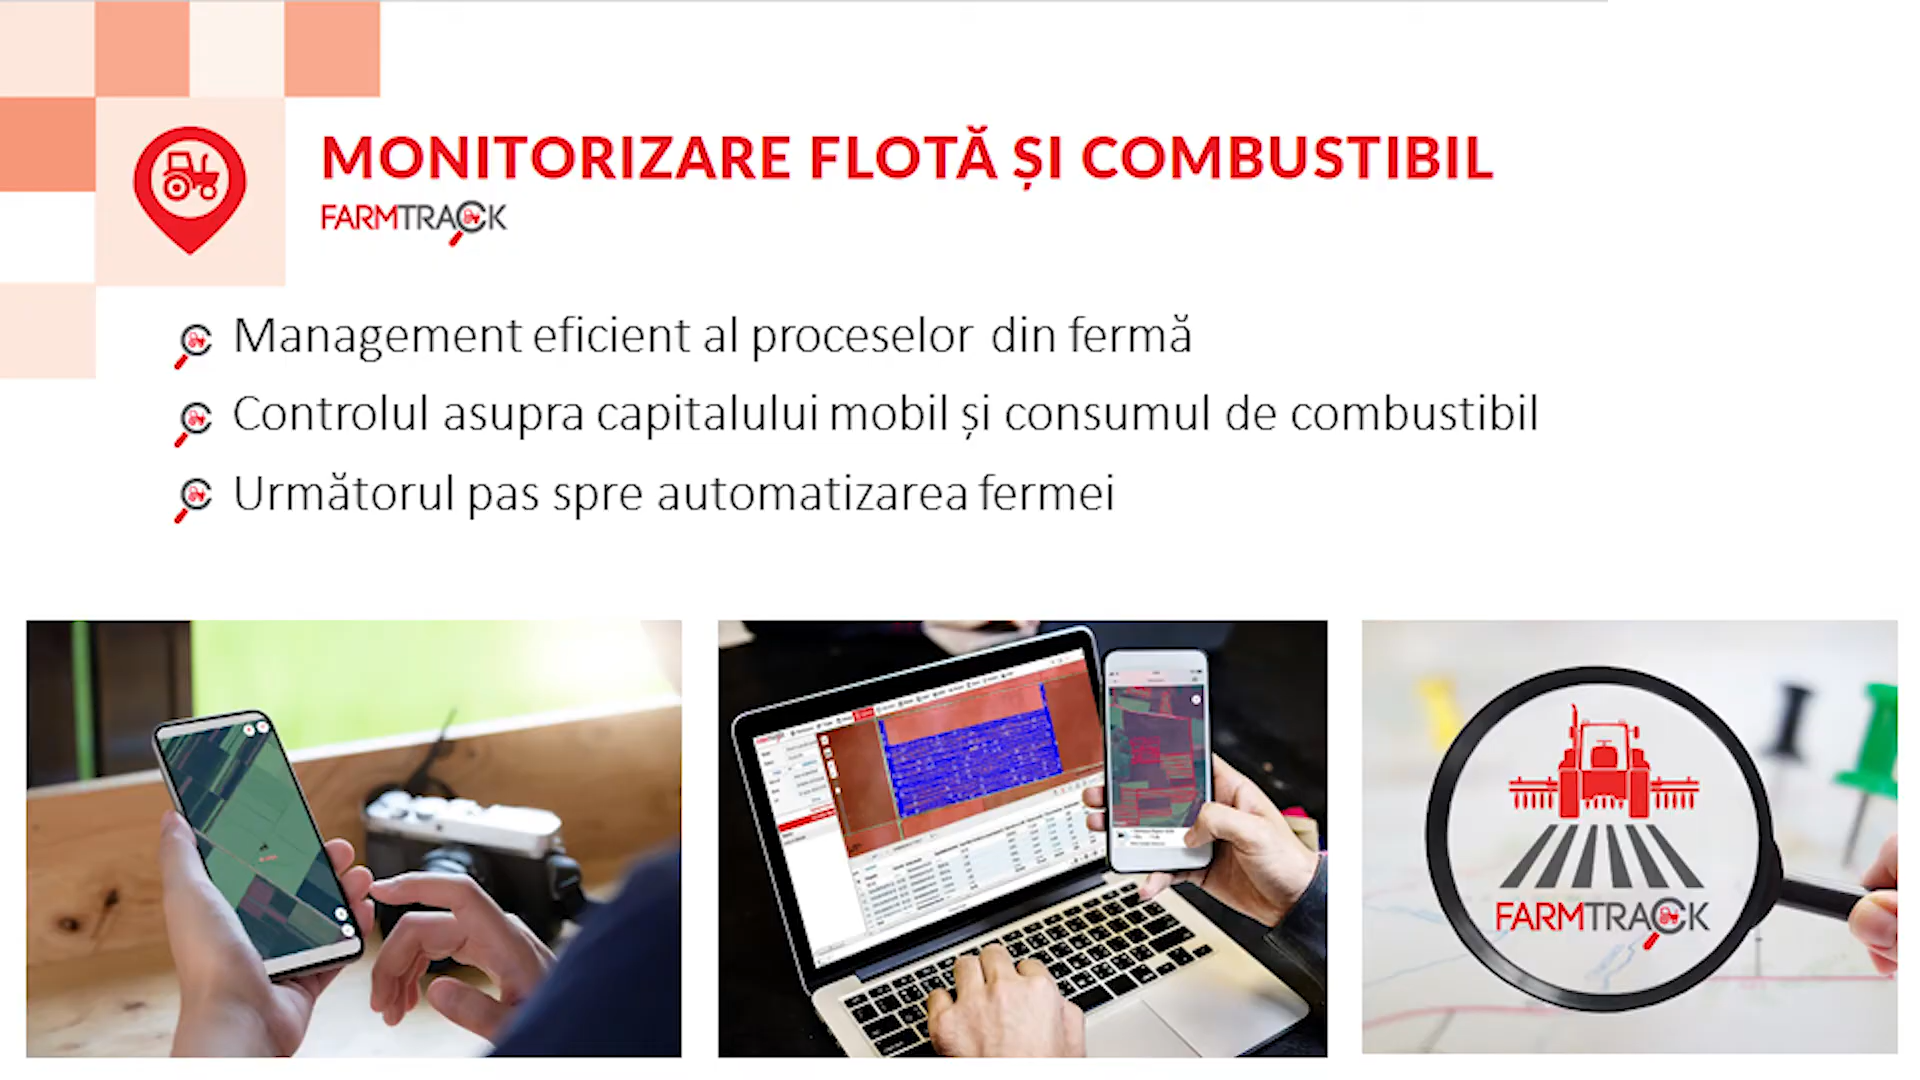 MONITORIZARE FLOTĂ ȘI COMBUSTIBIL
FARMTRACK
Management eficient al proceselor din fermă
Controlul asupra capitalului mobil și consumul de combustibil
Următorul pas spre automatizarea fermei
FARMTRACK